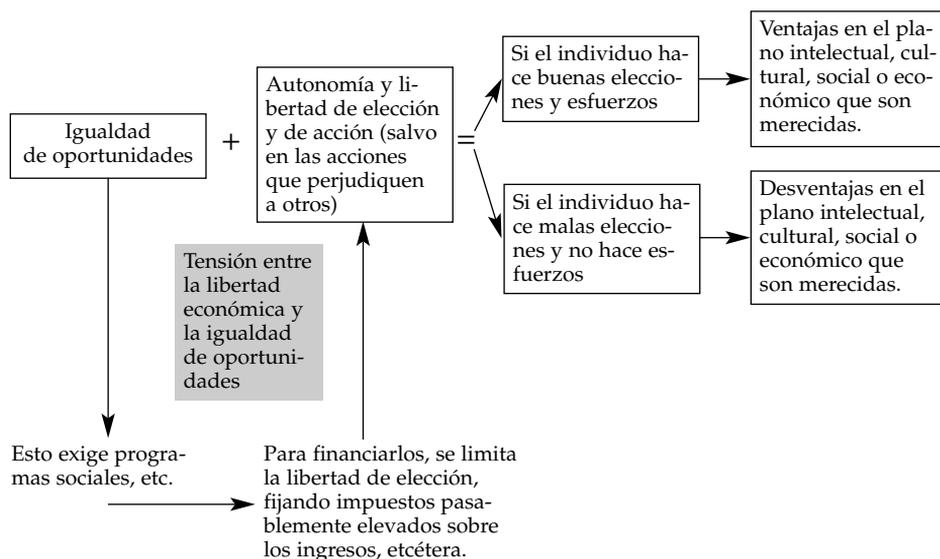 Igualdad
de oportunidades
+
Autonomía y li-
bertad de elección
y de acción (salvo
en las acciones
que perjudiquen
a otros)
=
Si el individuo ha-
ce buenas eleccio-
nes y esfuerzos
Ventajas en el pla-
no intelectual, cul-
tural, social o eco-
nómico que son
merecidas.
Si el individuo ha-
ce malas eleccio-
nes y no hace es-
fuerzos
Desventajas en el
plano intelectual,
cultural, social o
económico que
son merecidas.
Tensión entre
la libertad
económica y
la igualdad
de oportuni-
dades
Esto exige progra-
mas sociales, etc.
Para financiarlos, se limita
la libertad de elección,
fijando impuestos pasa-
blemente elevados sobre
los ingresos, etcétera.